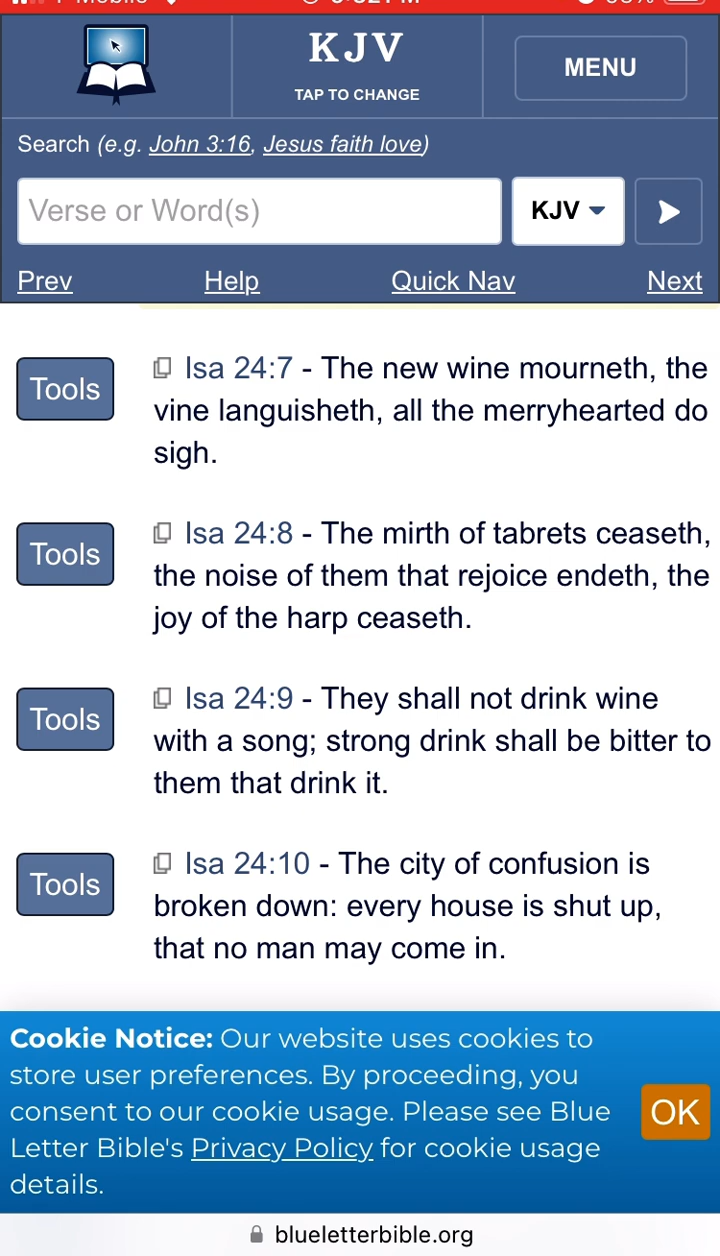 KJV
TAP TO CHANGE
MENU
Search (e.g. John 3:16, Jesus faith love)
Verse or Word(s)
KJV
Prev Help Quick Nav Next
Tools
Isa 24:7 - The new wine mourneth, the
vine languisheth, all the merryhearted do
sigh.
Tools
Isa 24:8 - The mirth of tabrets ceaseth,
the noise of them that rejoice endeth, the
joy of the harp ceaseth.
Tools
Isa 24:9 - They shall not drink wine
with a song; strong drink shall be bitter to
them that drink it.
Tools
Isa 24:10 - The city of confusion is
broken down: every house is shut up,
that no man may come in.
Cookie Notice: Our website uses cookies to
store user preferences. By proceeding, you
consent to our cookie usage. Please see Blue
Letter Bible's Privacy Policy for cookie usage
details.
OK
blueletterbible.org